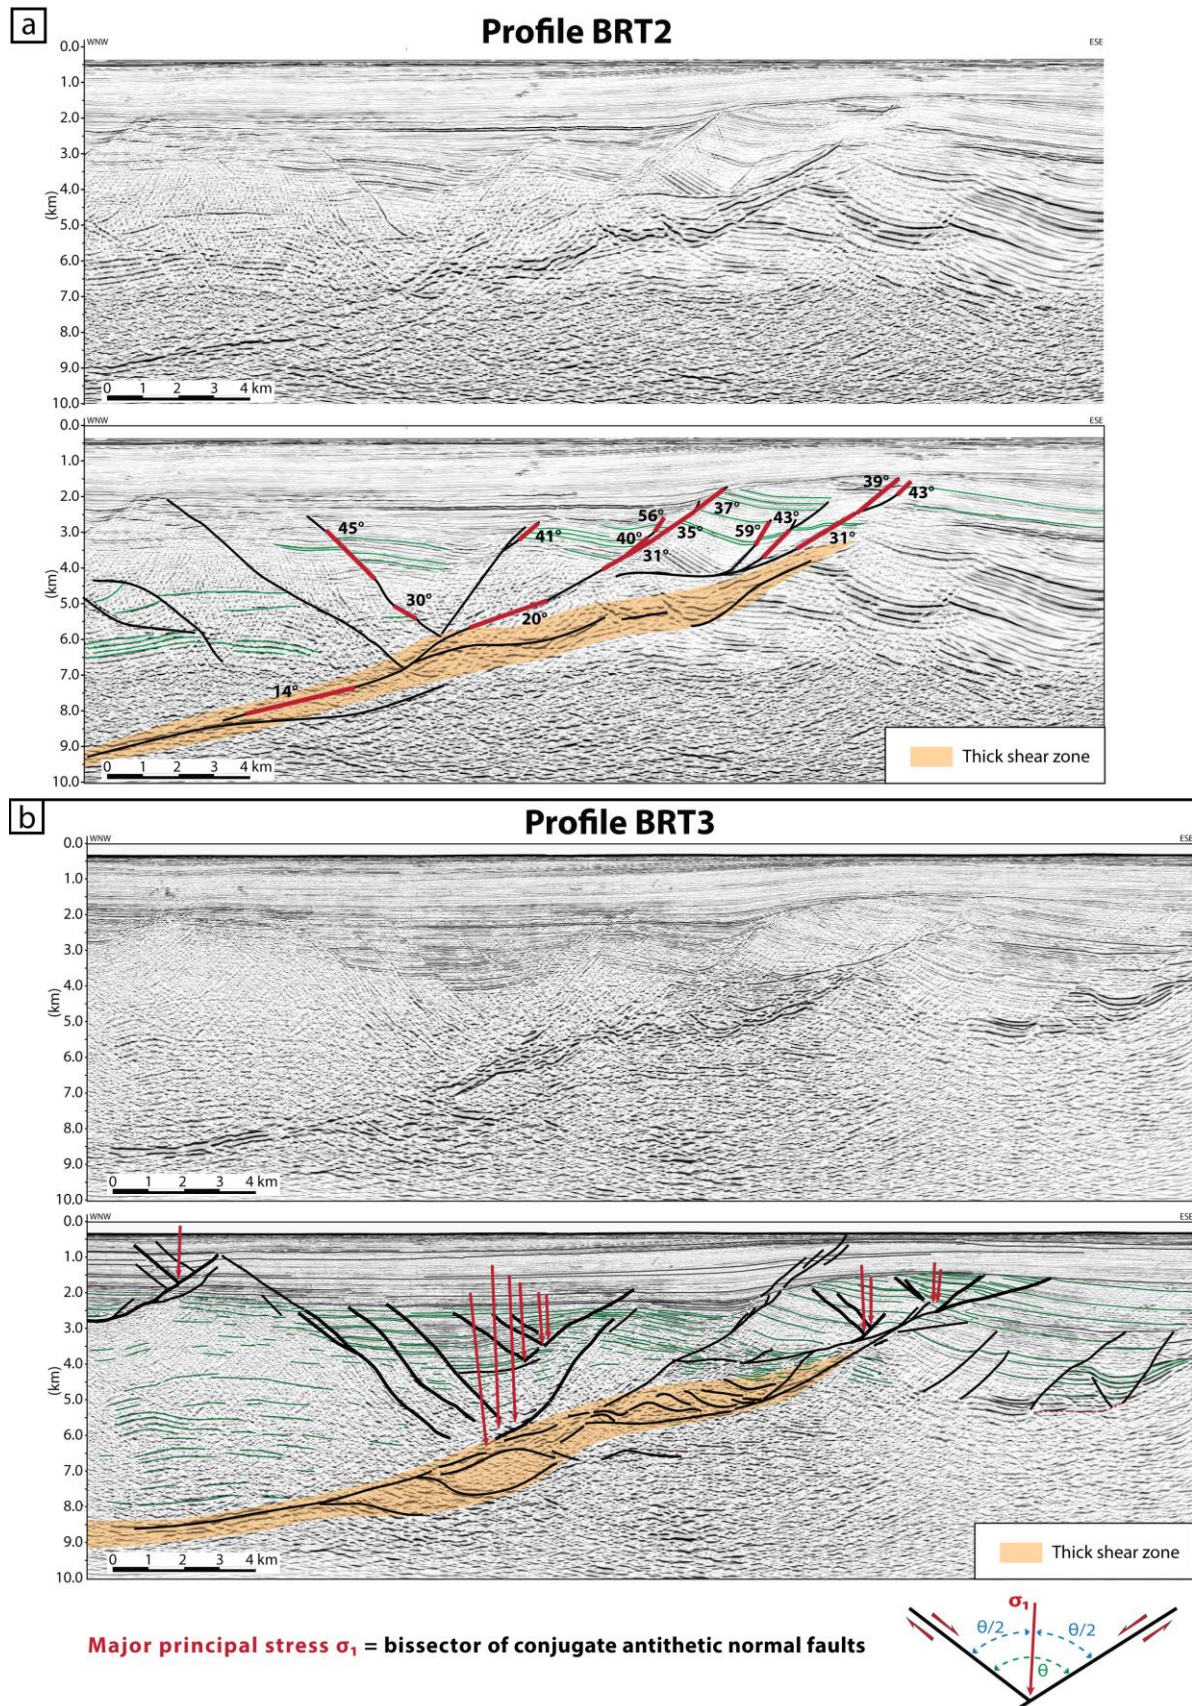 a
Profile BRT2
WNW
ESE
0.0
1.0
2.0
3.0
4.0
(km)
5.0
6.0
7.0
8.0
9.0
10.0
0 1 2 3 4 km
WNW
ESE
0.0
1.0
2.0
3.0
4.0
(km)
5.0
6.0
7.0
8.0
9.0
10.0
39°
43°
37°
56°
45°
41°
40°
35°
59°
43°
31°
31°
30°
20°
14°
0 1 2 3 4 km
Thick shear zone
b
Profile BRT3
WNW
ESE
0.0
1.0
2.0
3.0
4.0
(km)
5.0
6.0
7.0
8.0
9.0
10.0
0 1 2 3 4 km
WNW
ESE
0.0
1.0
2.0
3.0
4.0
(km)
5.0
6.0
7.0
8.0
9.0
10.0
0 1 2 3 4 km
Thick shear zone
Major principal stress σ₁ = bissector of conjugate antithetic normal faults
σ₁
θ/2
θ/2
θ